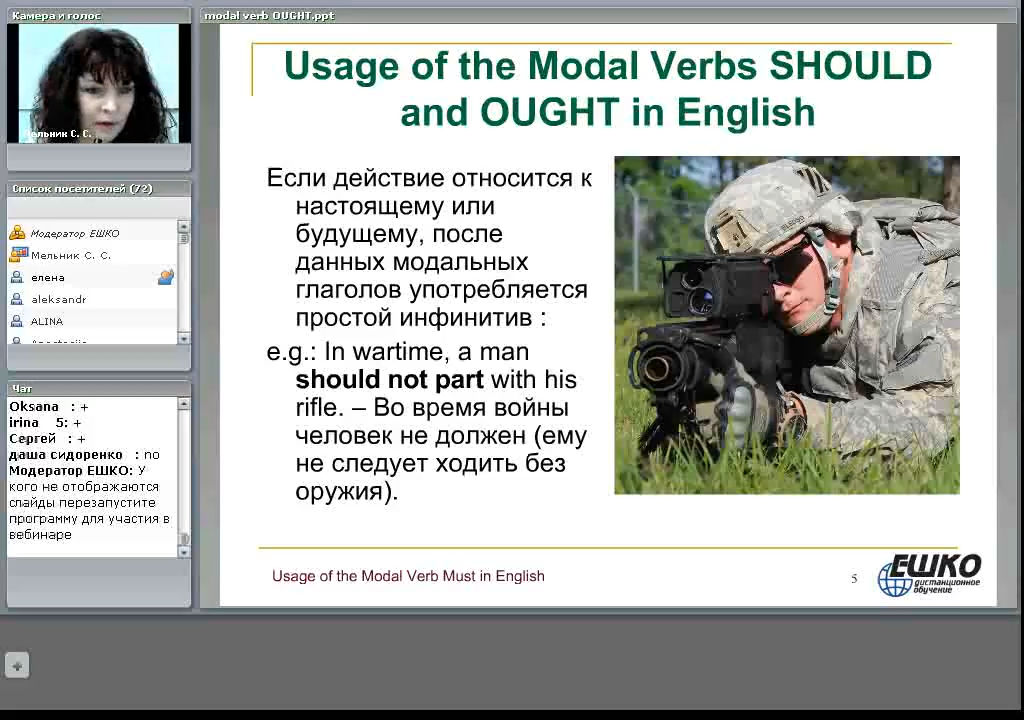 Камера и голос
Мельник С. С.
Список посетителей (72)
Модератор ЕШКО
Мельник С. С.
елена
aleksandr
ALINA
Чат
Oksana : +
irina 5: +
Сергей : +
даша сидоренко : no
Модератор ЕШКО: У
кого не отображаются
слайды перезапустите
программу для участия в
вебинаре
modal verb OUGHT.ppt
Usage of the Modal Verbs SHOULD
and OUGHT in English
Если действие относится к
настоящему или
будущему, после
данных модальных
глаголов употребляется
простой инфинитив :
e.g.: In wartime, a man
should not part with his
rifle. – Во время войны
человек не должен (ему
не следует ходить без
оружия).
Usage of the Modal Verb Must in English
5
ЕШКО
дистанционное
обучение